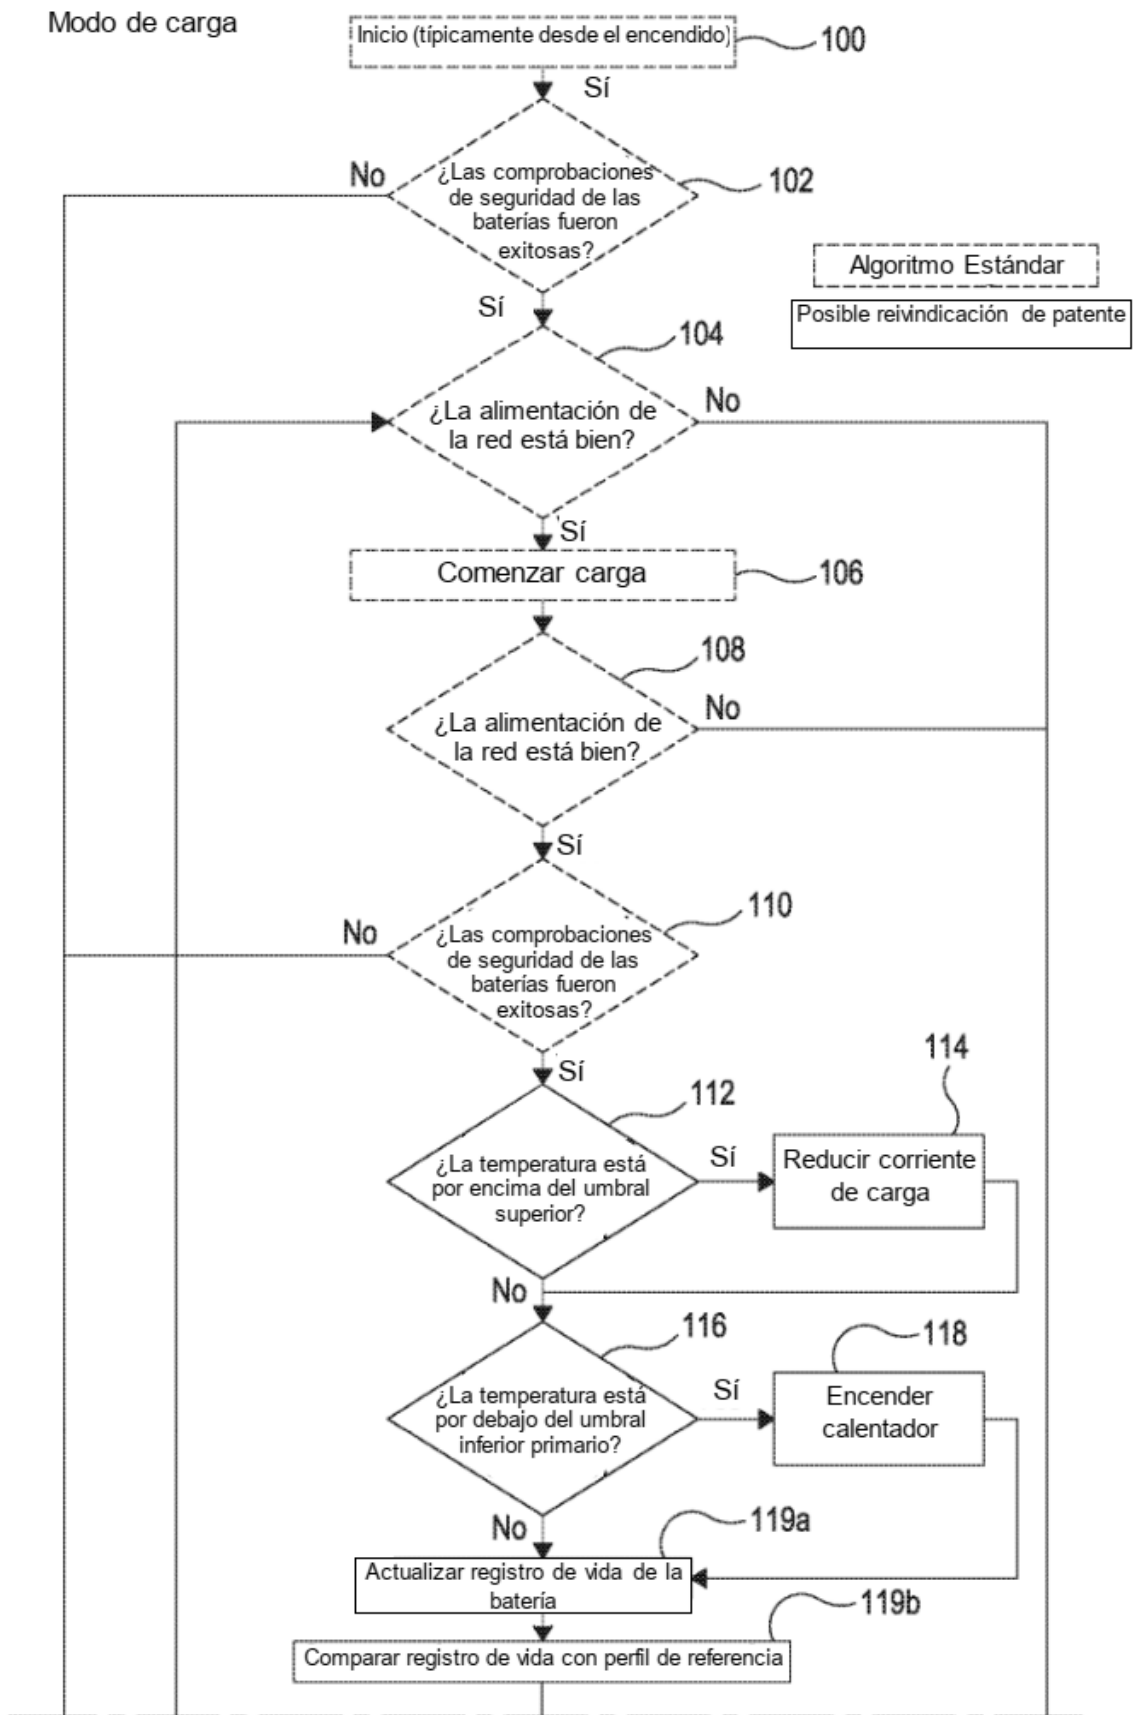 Modo de carga
Inicio (típicamente desde el encendido)
100
Sí
No
¿Las comprobaciones
de seguridad de las
baterías fueron
exitosas?
102
Algoritmo Estándar
Posible reivindicación de patente
Sí
104
¿La alimentación de
la red está bien?
No
Sí
Comenzar carga
106
108
¿La alimentación de
la red está bien?
No
Sí
110
No
¿Las comprobaciones
de seguridad de las
baterías fueron
exitosas?
Sí
112
114
¿La temperatura está
por encima del umbral
superior?
Sí
Reducir corriente
de carga
No
116
118
¿La temperatura está
por debajo del umbral
inferior primario?
Sí
Encender
calentador
No
119a
Actualizar registro de vida de la
batería
119b
Comparar registro de vida con perfil de referencia